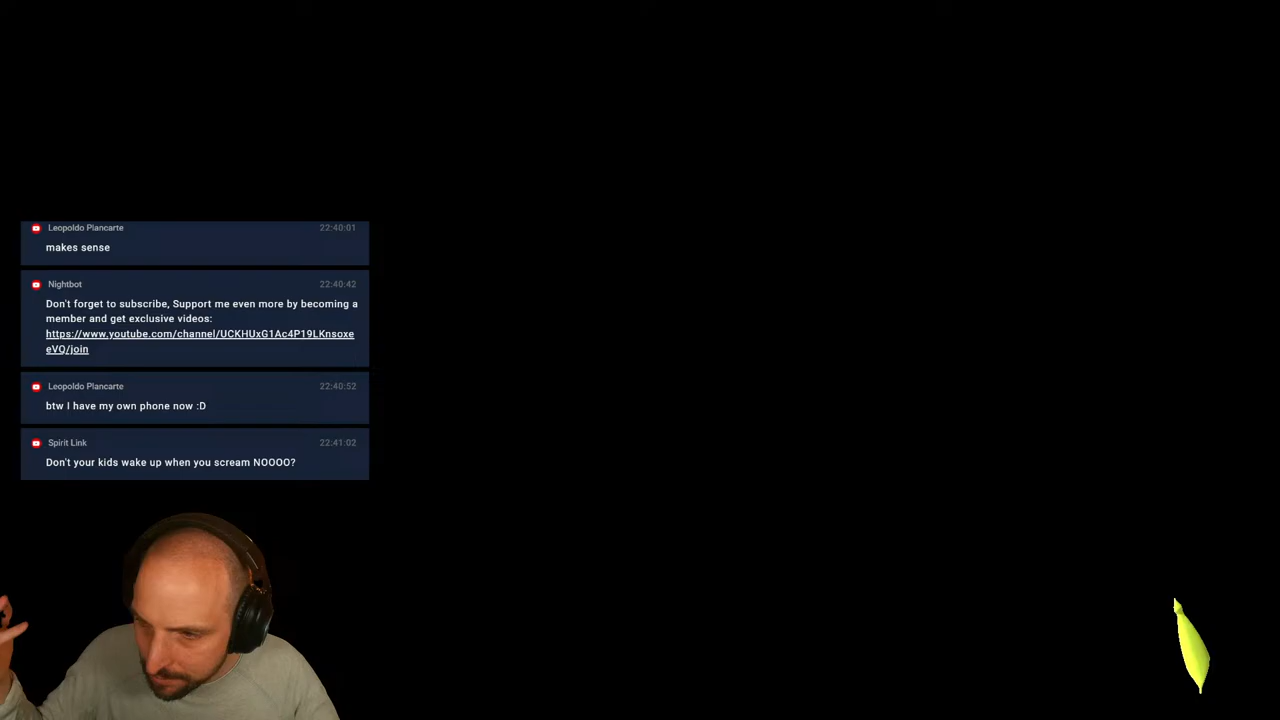 Leopoldo Plancarte 22:40:01
makes sense
Nightbot 22:40:42
Don't forget to subscribe, Support me even more by becoming a
member and get exclusive videos:
https://www.youtube.com/channel/UCKHUxG1Ac4P19LKnsoxe
eVQ/join
Leopoldo Plancarte 22:40:52
btw I have my own phone now :D
Spirit Link 22:41:02
Don't your kids wake up when you scream NOOOO?